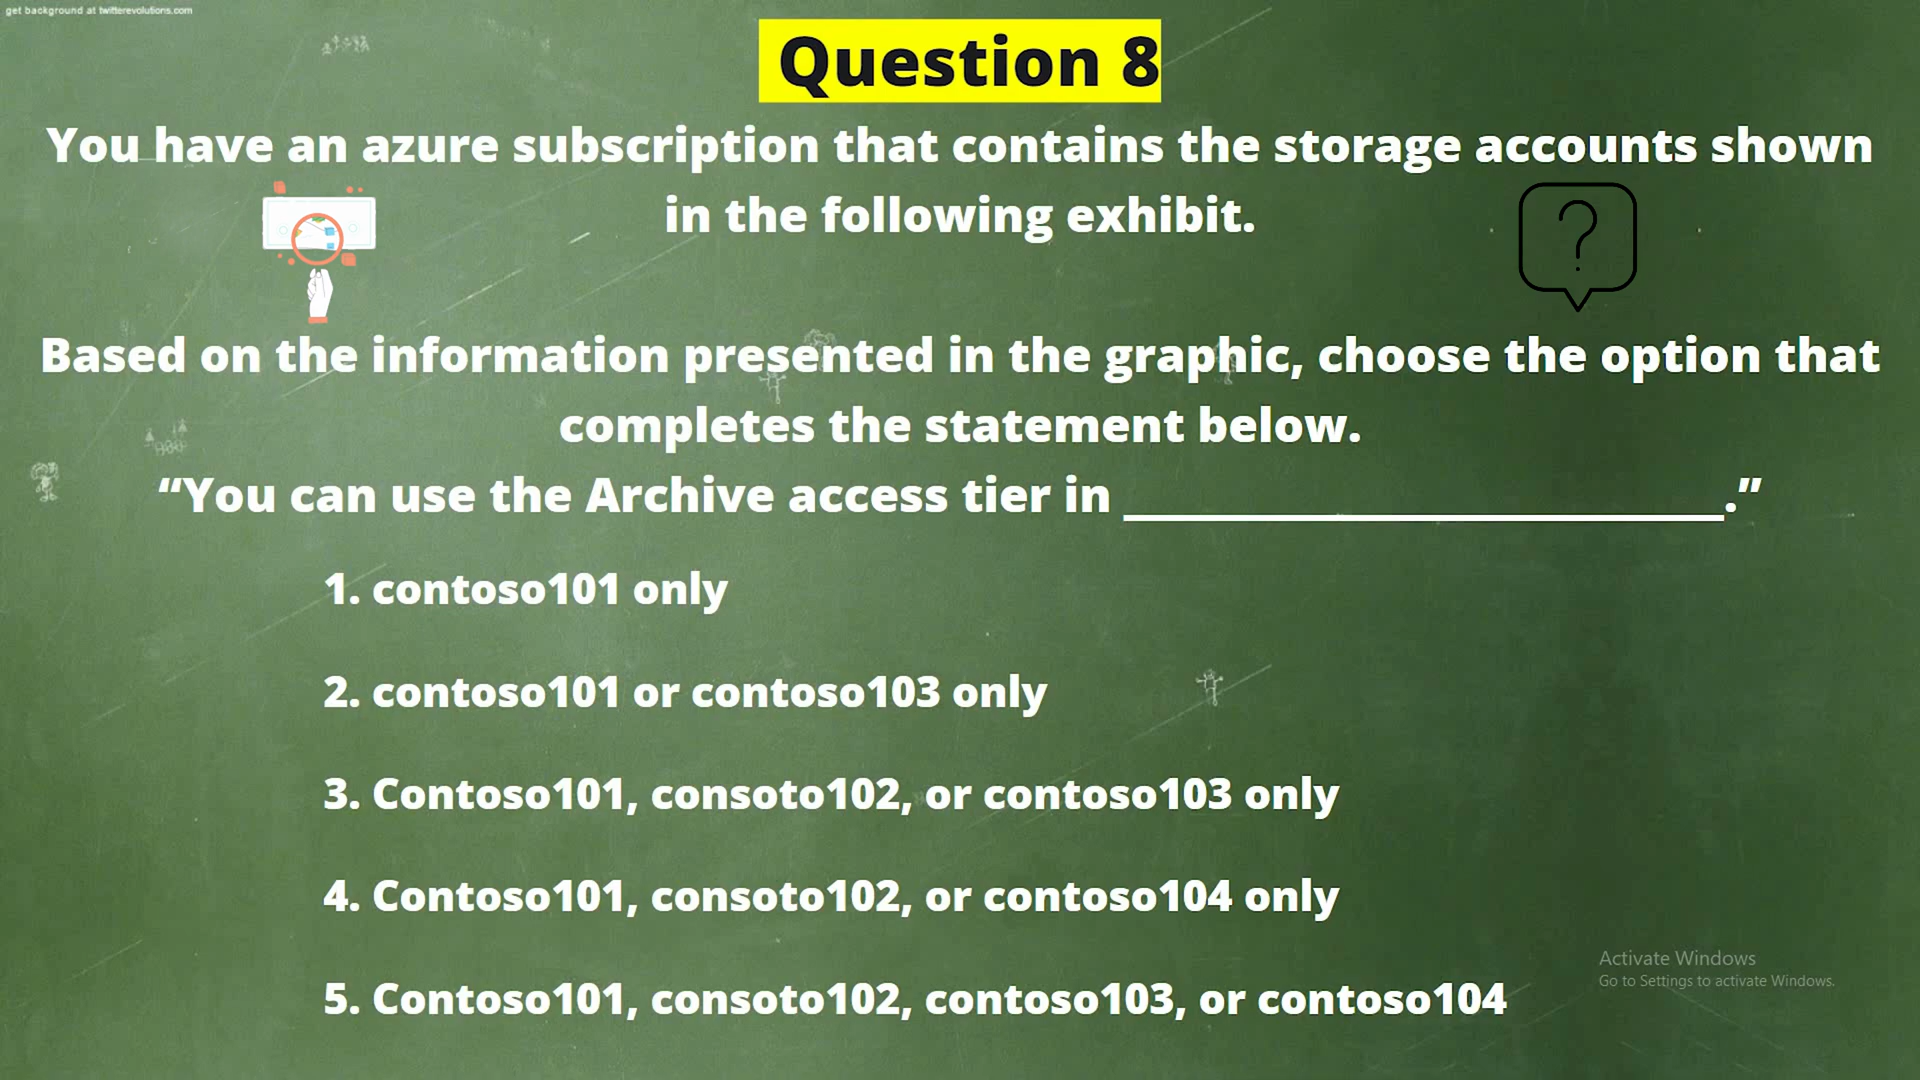 get background at twitterevolutions.com
Question 8
You have an azure subscription that contains the storage accounts shown
in the following exhibit.
Based on the information presented in the graphic, choose the option that
completes the statement below.
“You can use the Archive access tier in _________________________.”
1. contoso101 only
2. contoso101 or contoso103 only
3. Contoso101, consoto102, or contoso103 only
4. Contoso101, consoto102, or contoso104 only
5. Contoso101, consoto102, contoso103, or contoso104
Activate Windows
Go to Settings to activate Windows.